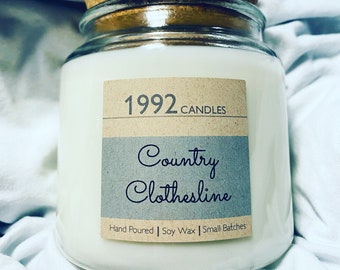 1992 CANDLES
Country
Clothesline
Hand Poured | Soy Wax | Small Batches